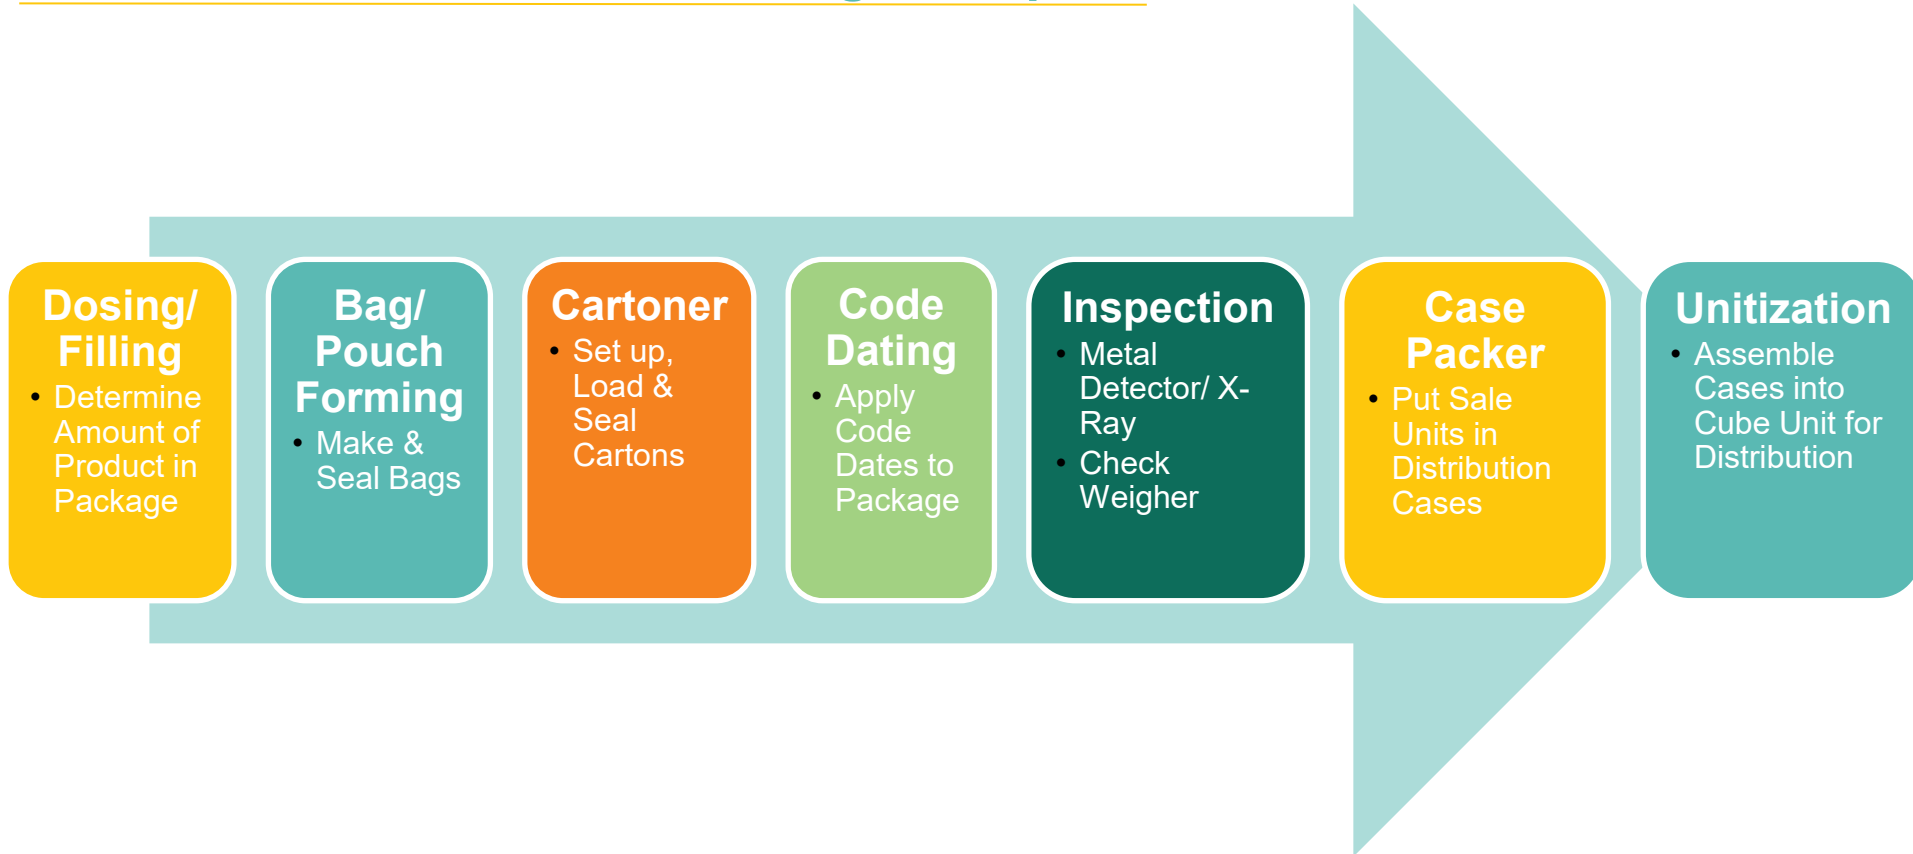 Dosing/
Filling
• Determine
Amount of
Product in
Package
Bag/
Pouch
Forming
• Make &
Seal Bags
Cartoner
• Set up,
Load &
Seal
Cartons
Code
Dating
• Apply
Code
Dates to
Package
Inspection
• Metal
Detector/ X-
Ray
• Check
Weigher
Case
Packer
• Put Sale
Units in
Distribution
Cases
Unitization
• Assemble
Cases into
Cube Unit for
Distribution